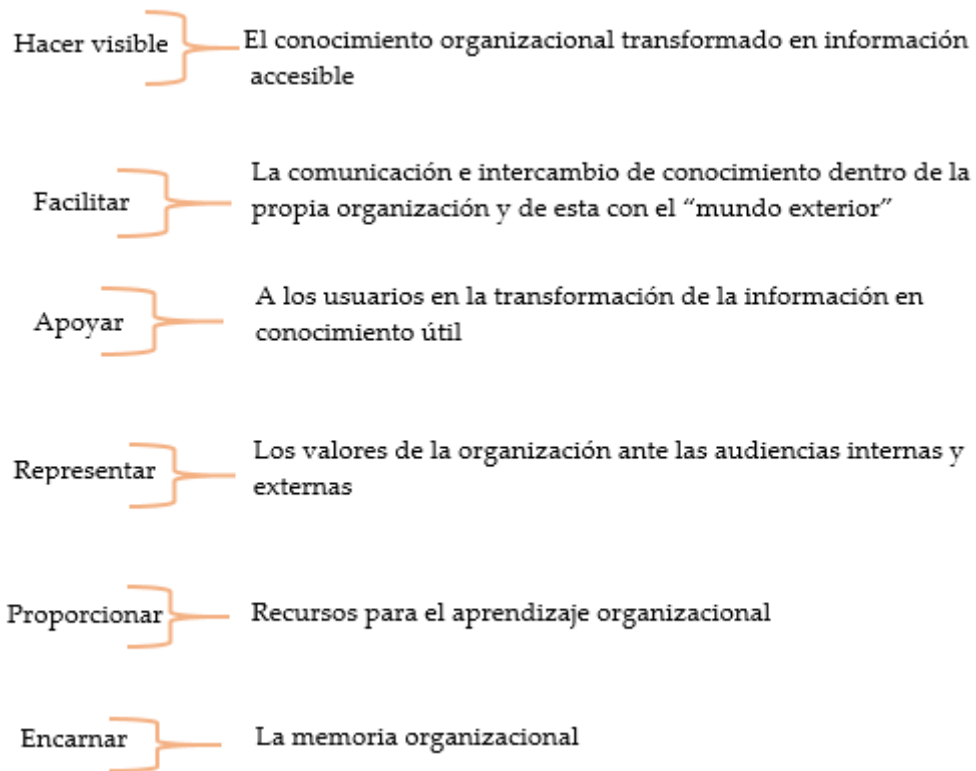 Hacer visible
El conocimiento organizacional transformado en información
accesible
Facilitar
La comunicación e intercambio de conocimiento dentro de la
propia organización y de esta con el “mundo exterior”
Apoyar
A los usuarios en la transformación de la información en
conocimiento útil
Representar
Los valores de la organización ante las audiencias internas y
externas
Proporcionar
Recursos para el aprendizaje organizacional
Encarnar
La memoria organizacional